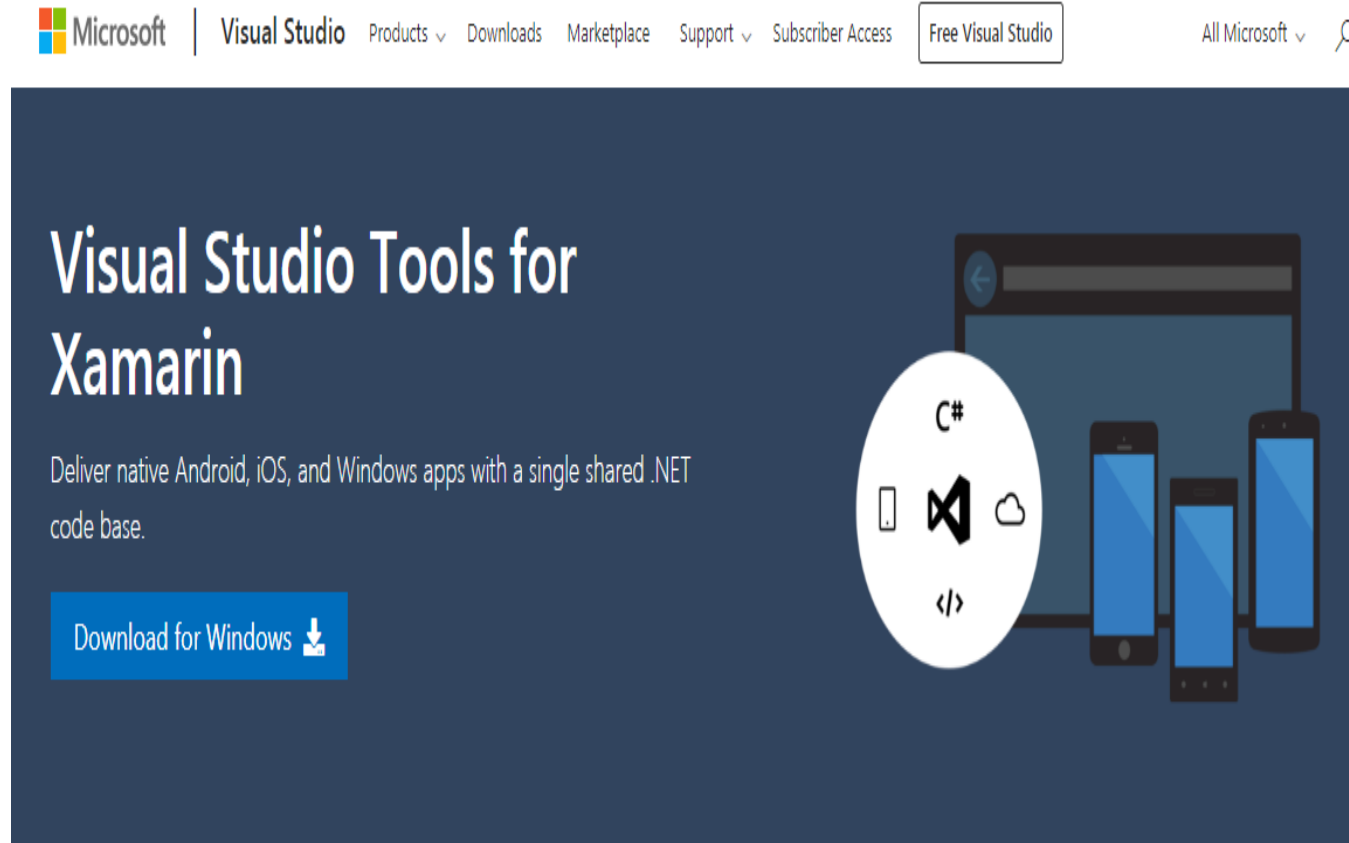 Microsoft | Visual Studio Products Downloads Marketplace Support Subscriber Access Free Visual Studio All Microsoft
Visual Studio Tools for
Xamarin
Deliver native Android, iOS, and Windows apps with a single shared .NET
code base.
Download for Windows
C#
</>